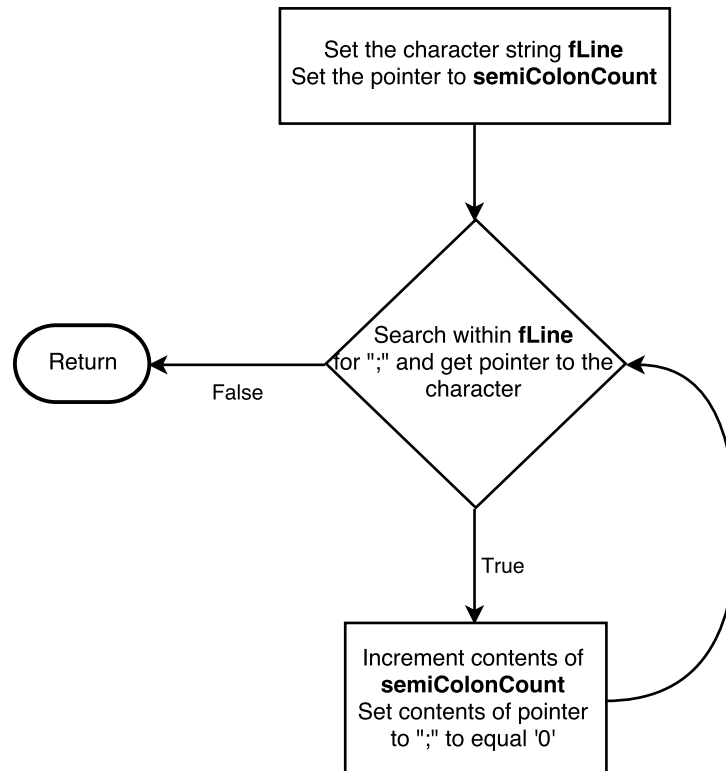 Set the character string fLine
Set the pointer to semiColonCount
Search within fLine
for ";" and get pointer to the
character
Return
False
True
Increment contents of
semiColonCount
Set contents of pointer
to ";" to equal '0'